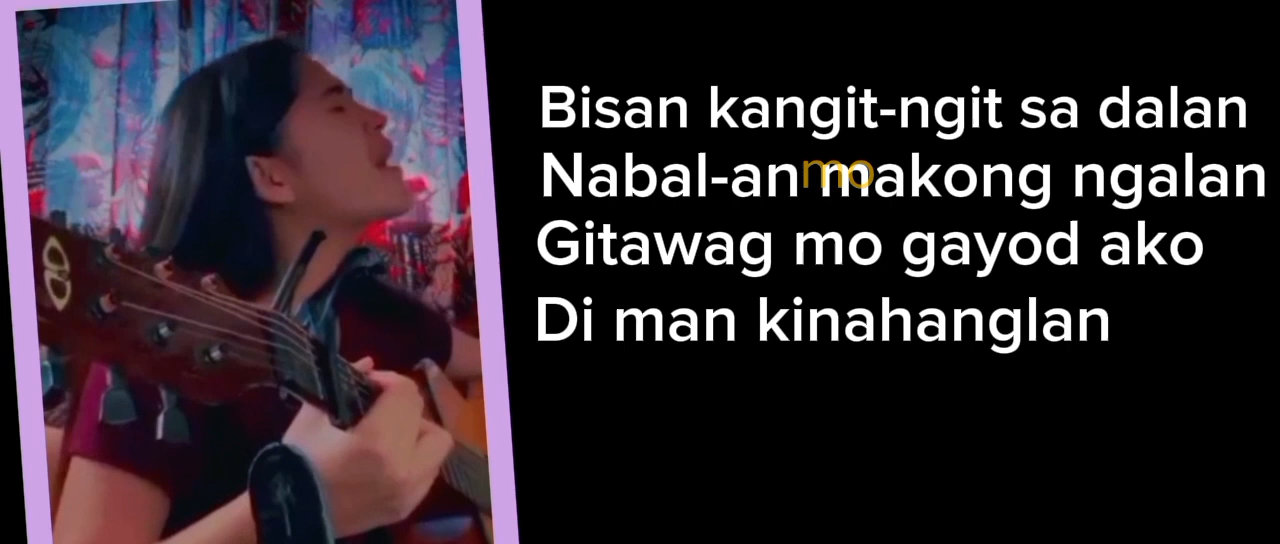 Bisan kangit-ngit sa dalan
Nabal-an mo makong ngalan
Gitawag mo gayod ako
Di man kinahanglan